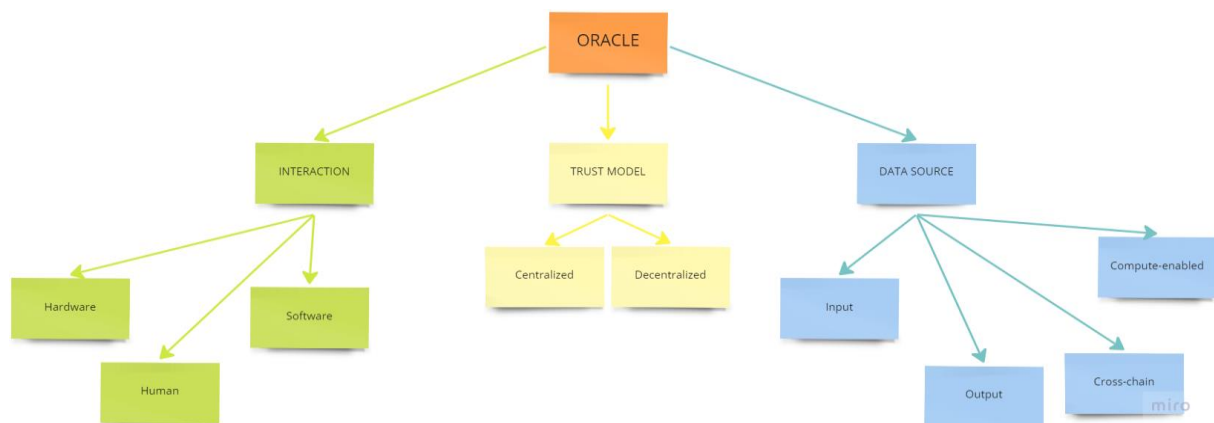 ORACLE
INTERACTION
TRUST MODEL
DATA SOURCE
Hardware
Human
Software
Centralized
Decentralized
Input
Output
Cross-chain
Compute-enabled
miro